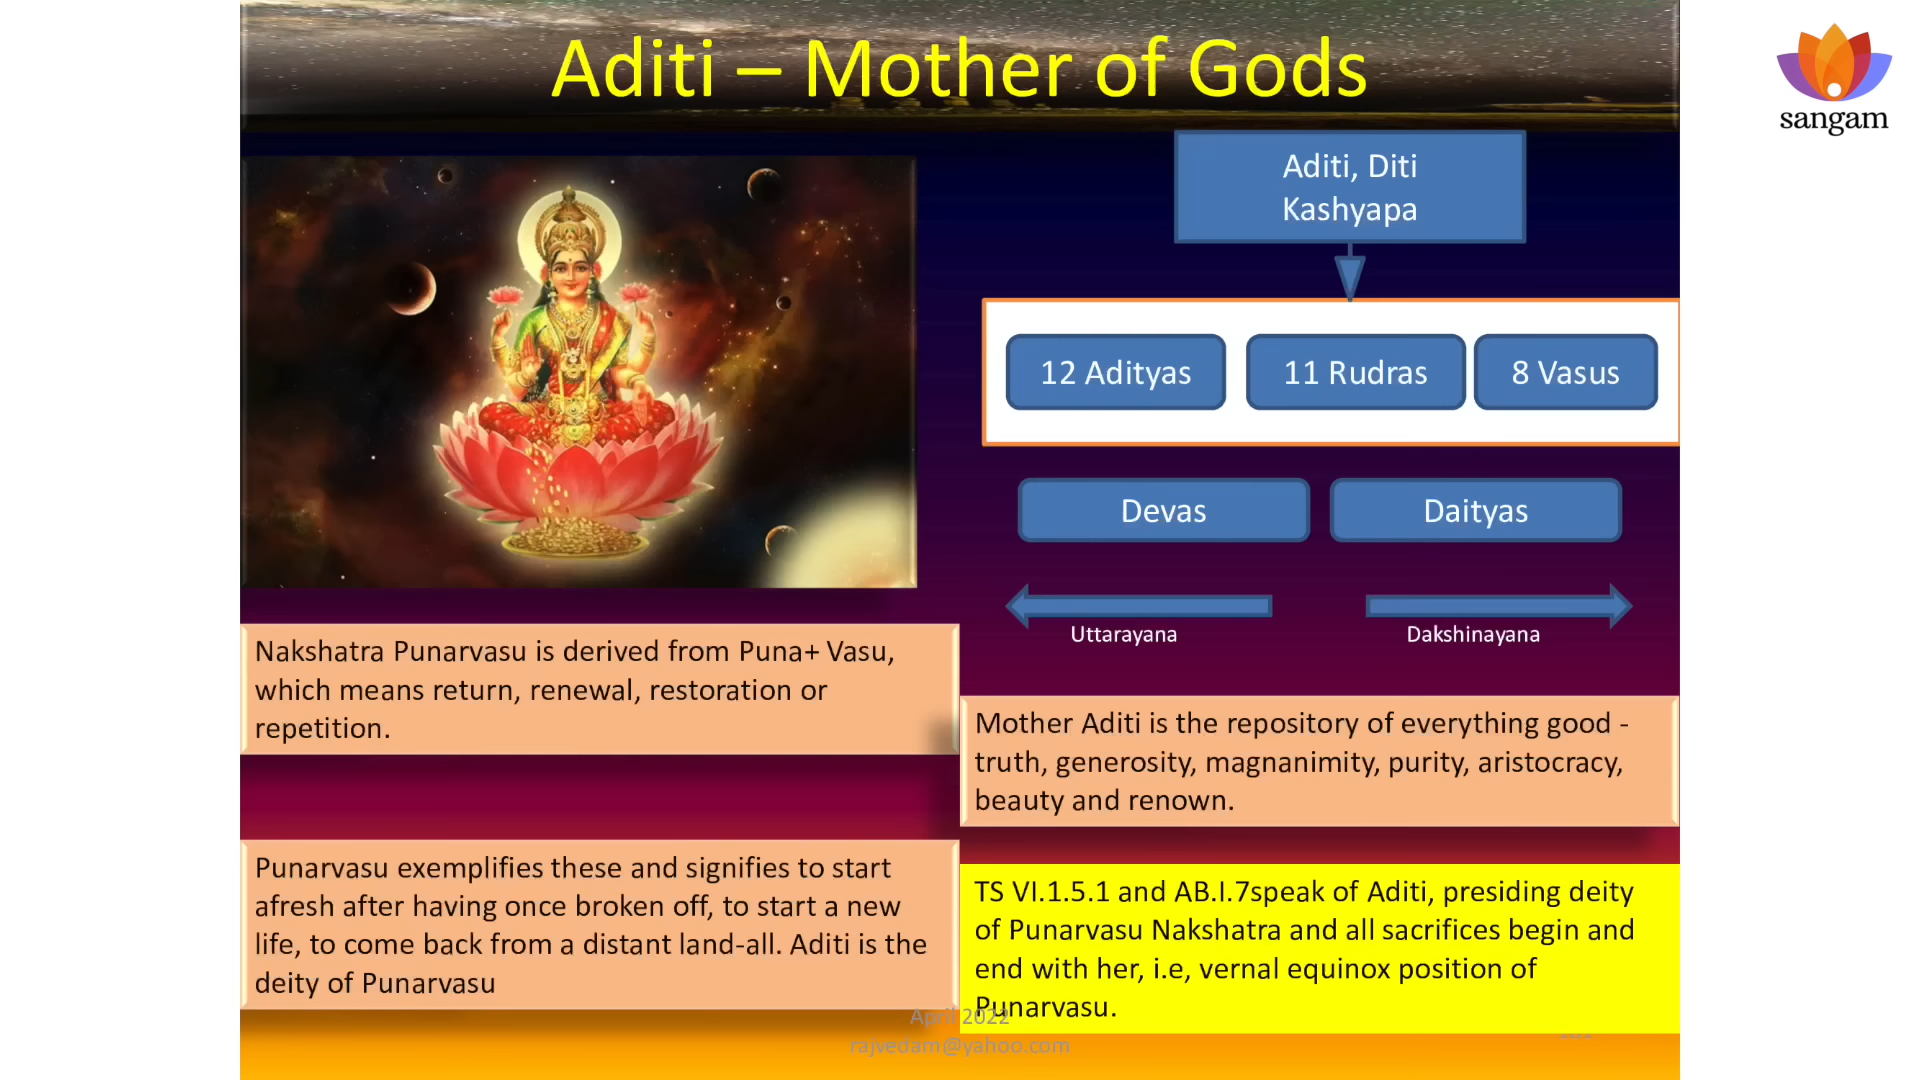 Aditi – Mother of Gods
sangam
Aditi, Diti
Kashyapa
12 Adityas
11 Rudras
8 Vasus
Devas
Daityas
Uttarayana
Dakshinayana
Nakshatra Punarvasu is derived from Puna+ Vasu,
which means return, renewal, restoration or
repetition.
Mother Aditi is the repository of everything good -
truth, generosity, magnanimity, purity, aristocracy,
beauty and renown.
Punarvasu exemplifies these and signifies to start
afresh after having once broken off, to start a new
life, to come back from a distant land-all. Aditi is the
deity of Punarvasu
TS VI.1.5.1 and AB.I.7speak of Aditi, presiding deity
of Punarvasu Nakshatra and all sacrifices begin and
end with her, i.e, vernal equinox position of
Punarvasu.
April 2022
rajvedam@yahoo.com